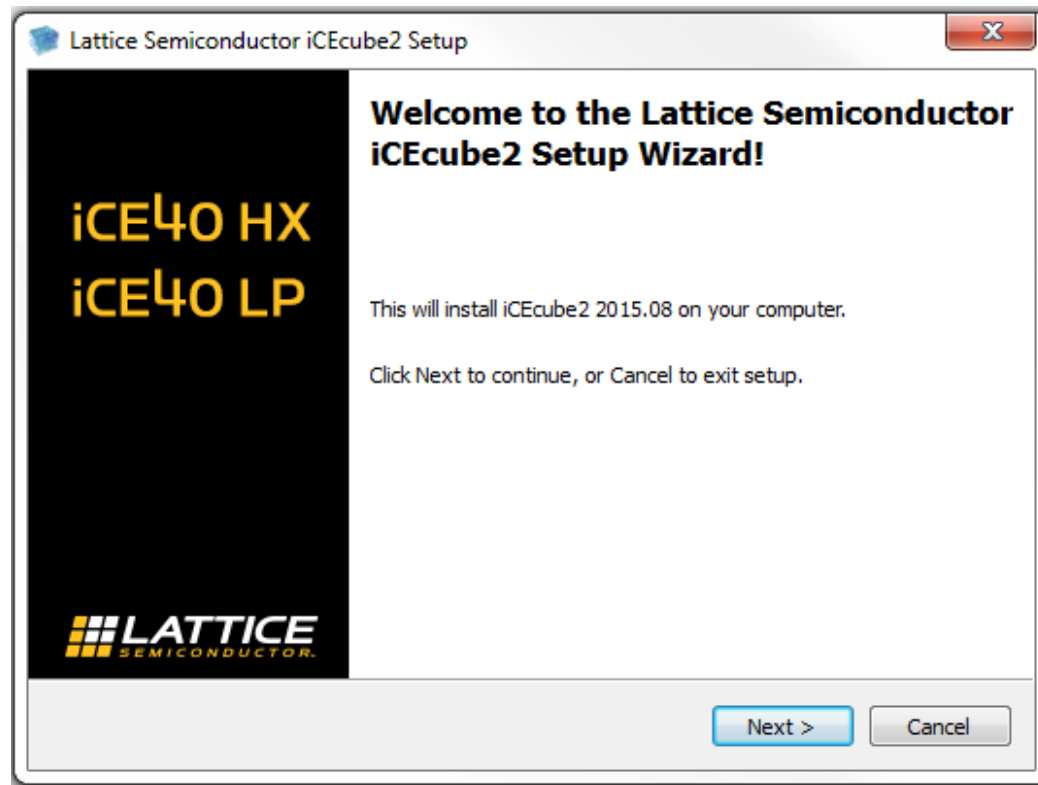 Lattice Semiconductor iCEcube2 Setup
Welcome to the Lattice Semiconductor
iCEcube2 Setup Wizard!
iCE40 HX
iCE40 LP
This will install iCEcube2 2015.08 on your computer.
Click Next to continue, or Cancel to exit setup.
LATTICE
SEMICONDUCTOR.
Next >
Cancel